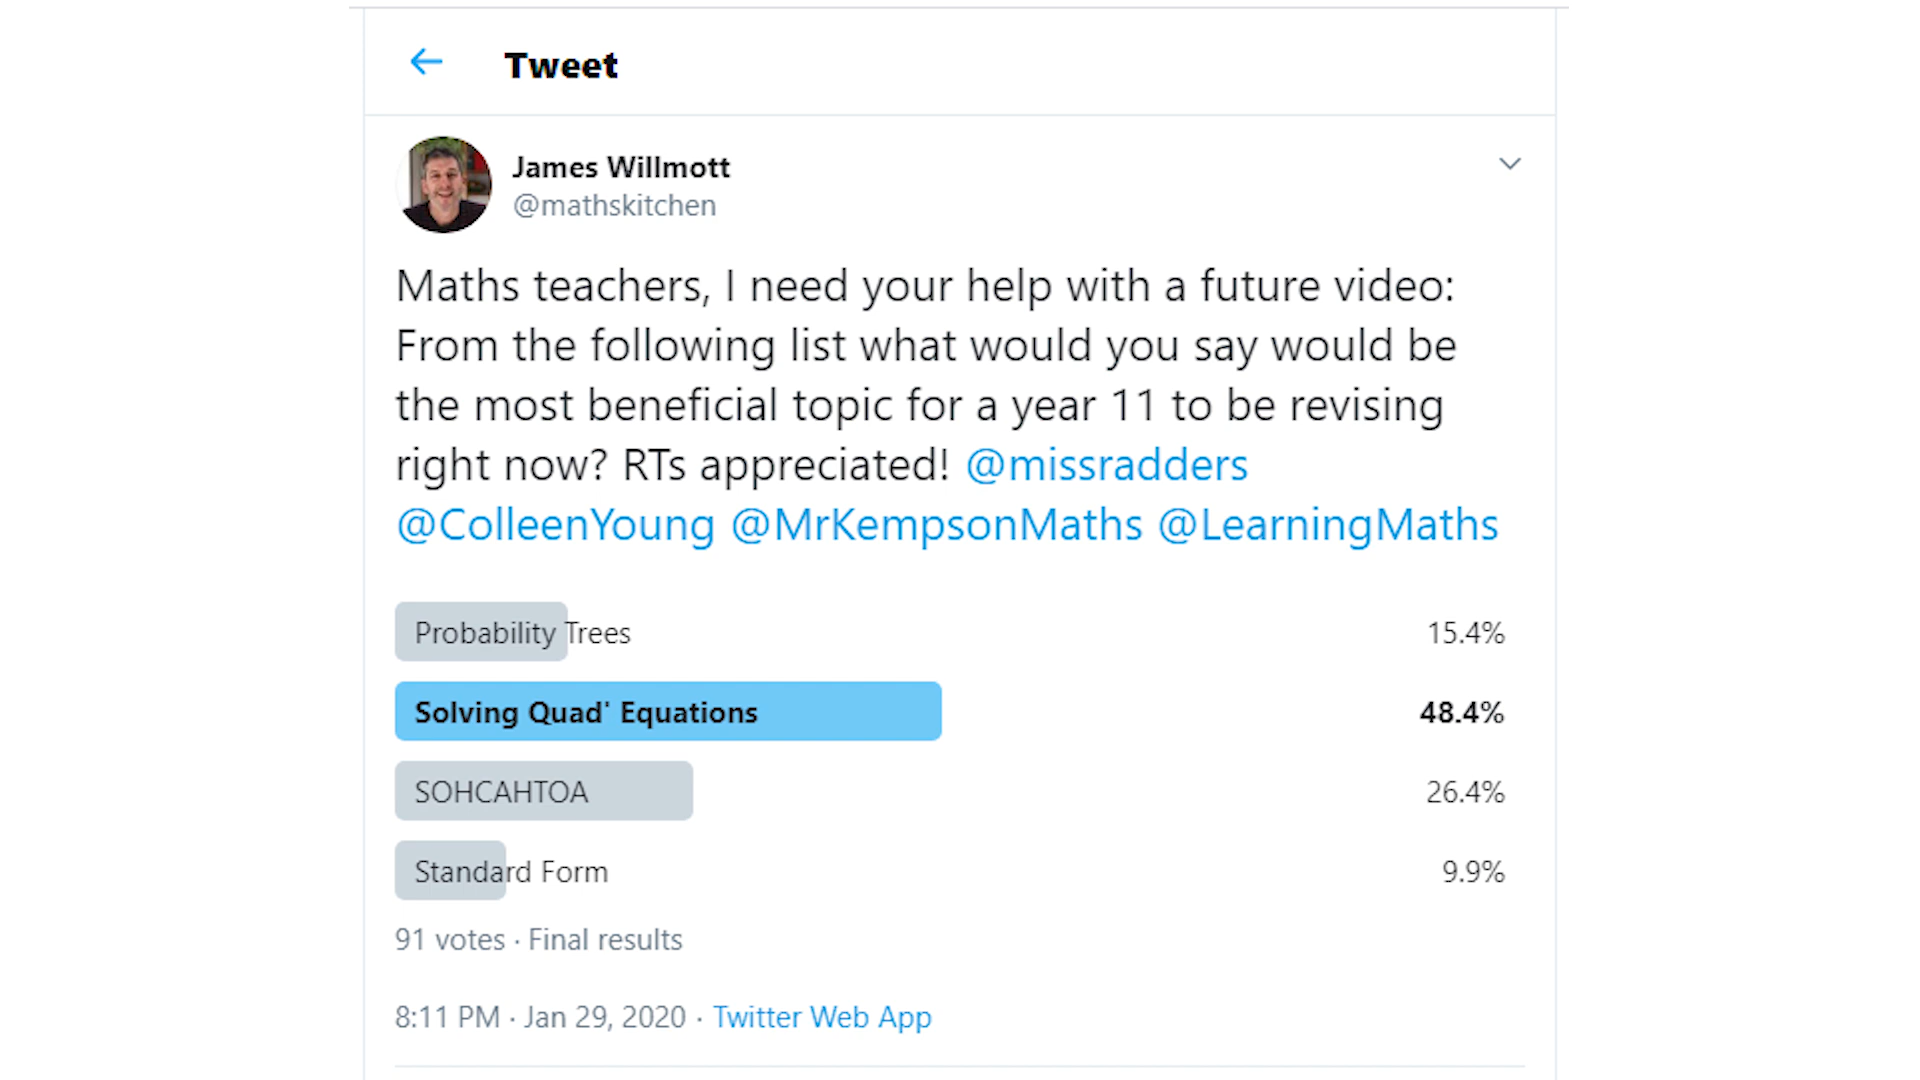 Tweet
James Willmott
@mathskitchen
Maths teachers, I need your help with a future video:
From the following list what would you say would be
the most beneficial topic for a year 11 to be revising
right now? RTs appreciated! @missradders
@ColleenYoung @MrKempsonMaths @LearningMaths
Probability Trees 15.4%
Solving Quad' Equations 48.4%
SOHCAHTOA 26.4%
Standard Form 9.9%
91 votes · Final results
8:11 PM · Jan 29, 2020 · Twitter Web App